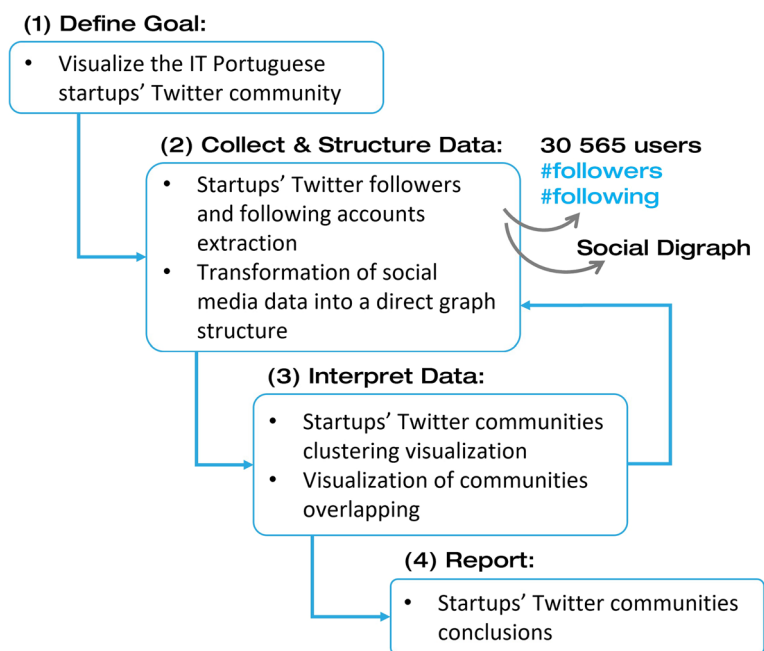 (1) Define Goal:
• Visualize the IT Portuguese
startups’ Twitter community
(2) Collect & Structure Data:
30 565 users
#followers
#following
Social Digraph
• Startups’ Twitter followers
and following accounts
extraction
• Transformation of social
media data into a direct graph
structure
(3) Interpret Data:
• Startups’ Twitter communities
clustering visualization
• Visualization of communities
overlapping
(4) Report:
• Startups’ Twitter communities
conclusions